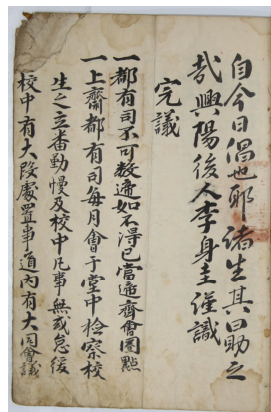 自今日倡也耶諸生其曰助之
哉興陽後人李身圭謹識
完議
一都有司不可數遞如不得已當遞齊會圈點
一上齋都有司每月會于堂中檢察校
生之立番勤慢及校中凡事無或怠緩
校中有大段處置事道內有大同會議